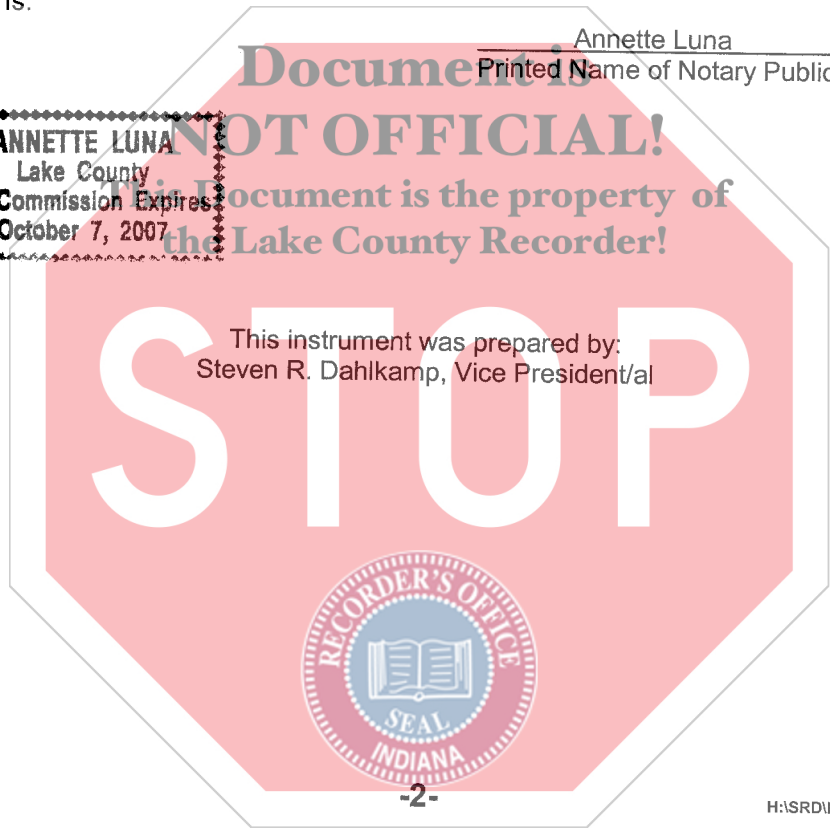 is.
Annette Luna
Printed Name of Notary Public
Document is
NOT OFFICIAL!
ANNETTE LUNA
Lake County
Commission Expires
October 7, 2007
This Document is the property of
the Lake County Recorder!
This instrument was prepared by:
Steven R. Dahlkamp, Vice President/al
STOP
RECORDER'S OFFICE
SEAL
INDIANA
-2-
H:\SRD\